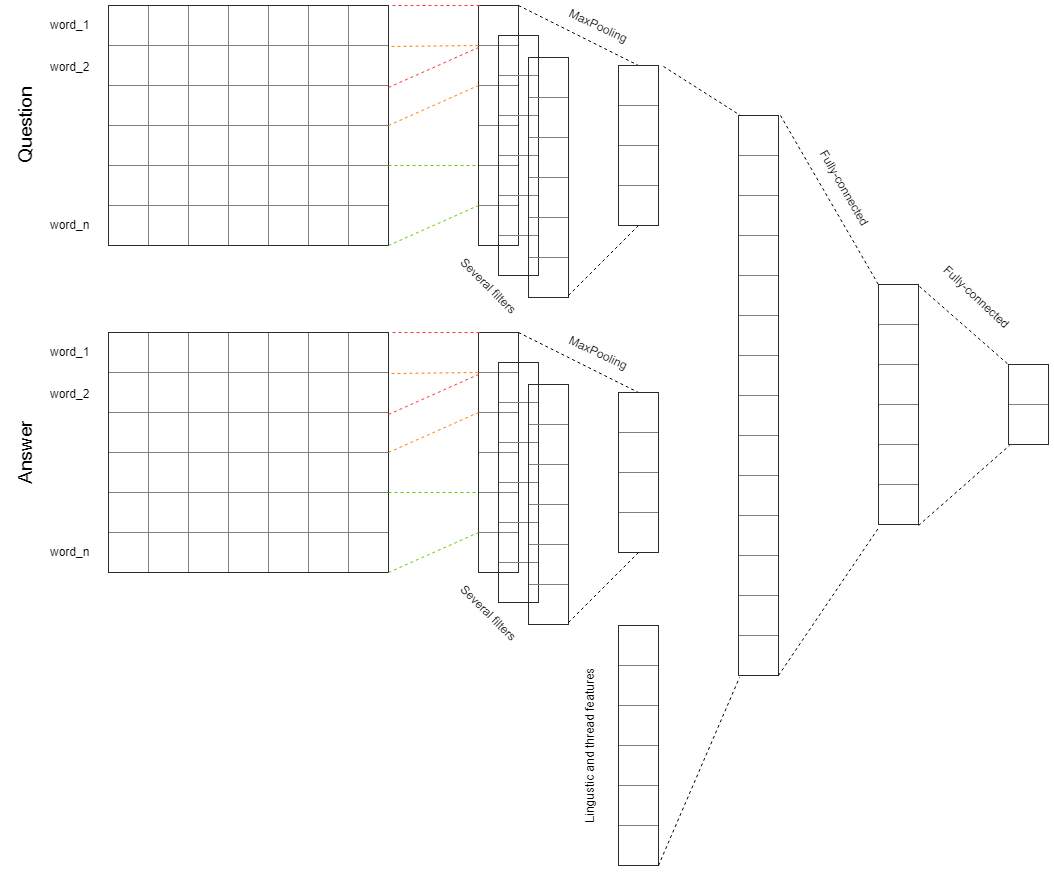 Question
word_1
word_2
word_n
Several filters
MaxPooling
Answer
word_1
word_2
word_n
Several filters
MaxPooling
Lingustic and thread features
Fully-connected
Fully-connected